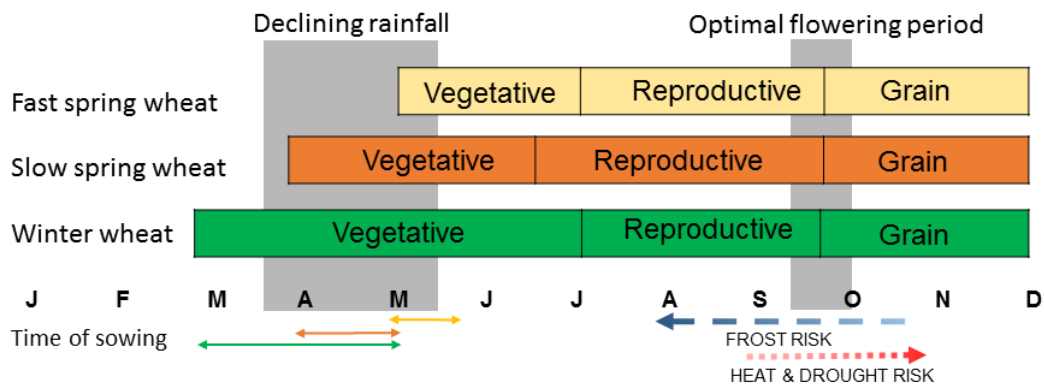 Declining rainfall
Optimal flowering period
Fast spring wheat
Vegetative
Reproductive
Grain
Slow spring wheat
Vegetative
Reproductive
Grain
Winter wheat
Vegetative
Reproductive
Grain
J F M A M J J A S O N D
Time of sowing
FROST RISK
HEAT & DROUGHT RISK